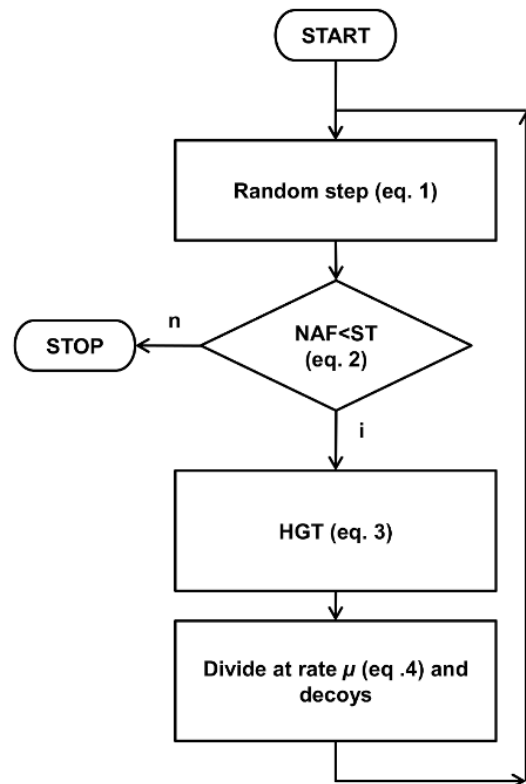 START
Random step (eq. 1)
n
NAF<ST
(eq. 2)
STOP
i
HGT (eq. 3)
Divide at rate μ (eq .4) and
decoys